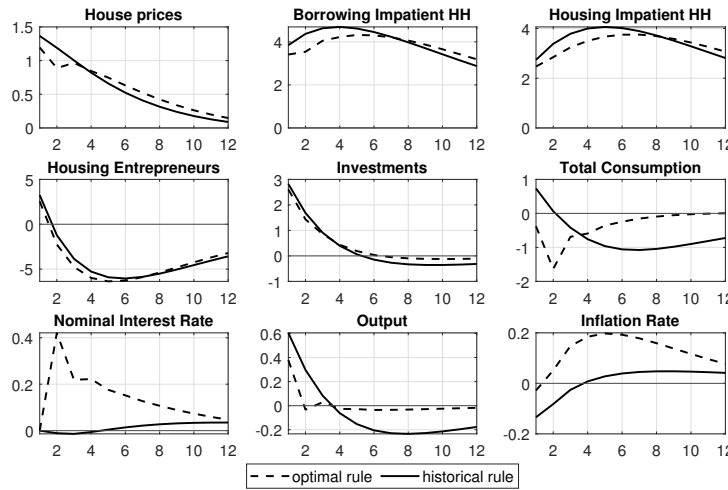 House prices
Borrowing Impatient HH
Housing Impatient HH
1.5
1
0.5
0
2 4 6 8 10 12
4
2
0
2 4 6 8 10 12
4
2
0
2 4 6 8 10 12
Housing Entrepreneurs
Investments
Total Consumption
5
0
-5
2 4 6 8 10 12
3
2
1
0
-1
2 4 6 8 10 12
1
0
-1
-2
2 4 6 8 10 12
Nominal Interest Rate
Output
Inflation Rate
0.4
0.2
0
2 4 6 8 10 12
0.6
0.4
0.2
0
-0.2
2 4 6 8 10 12
0.2
0
-0.2
2 4 6 8 10 12
optimal rule historical rule